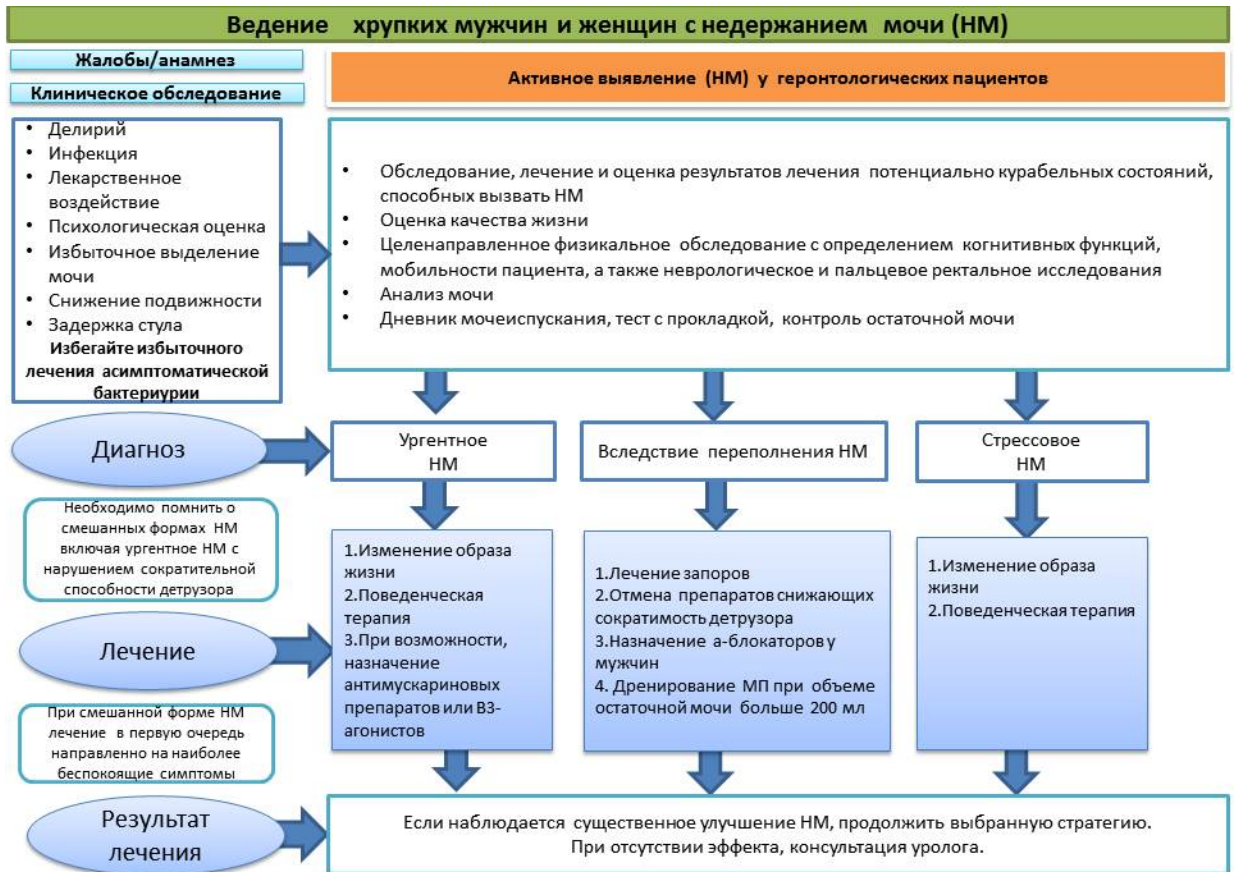 Ведение хрупких мужчин и женщин с недержанием мочи (НМ)
Жалобы/анамнез
Клиническое обследование
Активное выявление (НМ) у геронтологических пациентов
• Делирий
• Инфекция
• Лекарственное
воздействие
• Психологическая оценка
• Избыточное выделение
мочи
• Снижение подвижности
• Задержка стула
Избегайте избыточного
лечения асимптоматической
бактериурии
• Обследование, лечение и оценка результатов лечения потенциально курабельных состояний,
способных вызвать НМ
• Оценка качества жизни
• Целенаправленное физикальное обследование с определением когнитивных функций,
мобильности пациента, а также неврологическое и пальцевое ректальное исследования
• Анализ мочи
• Дневник мочеиспускания, тест с прокладкой, контроль остаточной мочи
Диагноз
Ургентное
НМ
Вследствие переполнения НМ
Стрессовое
НМ
Необходимо помнить о
смешанных формах НМ
включая ургентное НМ с
нарушением сократительной
способности детрузора
Лечение
1.Изменение образа
жизни
2.Поведенческая
терапия
3.При возможности,
назначение
антимускариновых
препаратов или В3-
агонистов
1.Лечение запоров
2.Отмена препаратов снижающих
сократимость детрузора
3.Назначение а-блокаторов у
мужчин
4. Дренирование МП при объеме
остаточной мочи больше 200 мл
1.Изменение образа
жизни
2.Поведенческая терапия
При смешанной форме НМ
лечение в первую очередь
направленно на наиболее
беспокоящие симптомы
Результат
лечения
Если наблюдается существенное улучшение НМ, продолжить выбранную стратегию.
При отсутствии эффекта, консультация уролога.